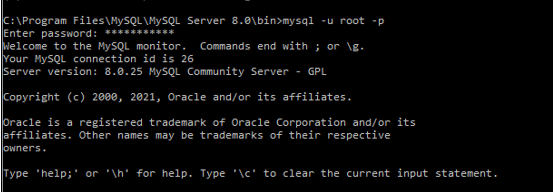 C:\Program Files\MySQL\MySQL Server 8.0\bin>mysql -u root -p
Enter password: ***********
Welcome to the MySQL monitor.  Commands end with ; or \g.
Your MySQL connection id is 26
Server version: 8.0.25 MySQL Community Server - GPL
Copyright (c) 2000, 2021, Oracle and/or its affiliates.
Oracle is a registered trademark of Oracle Corporation and/or its
affiliates. Other names may be trademarks of their respective
owners.
Type 'help;' or '\h' for help. Type '\c' to clear the current input statement.